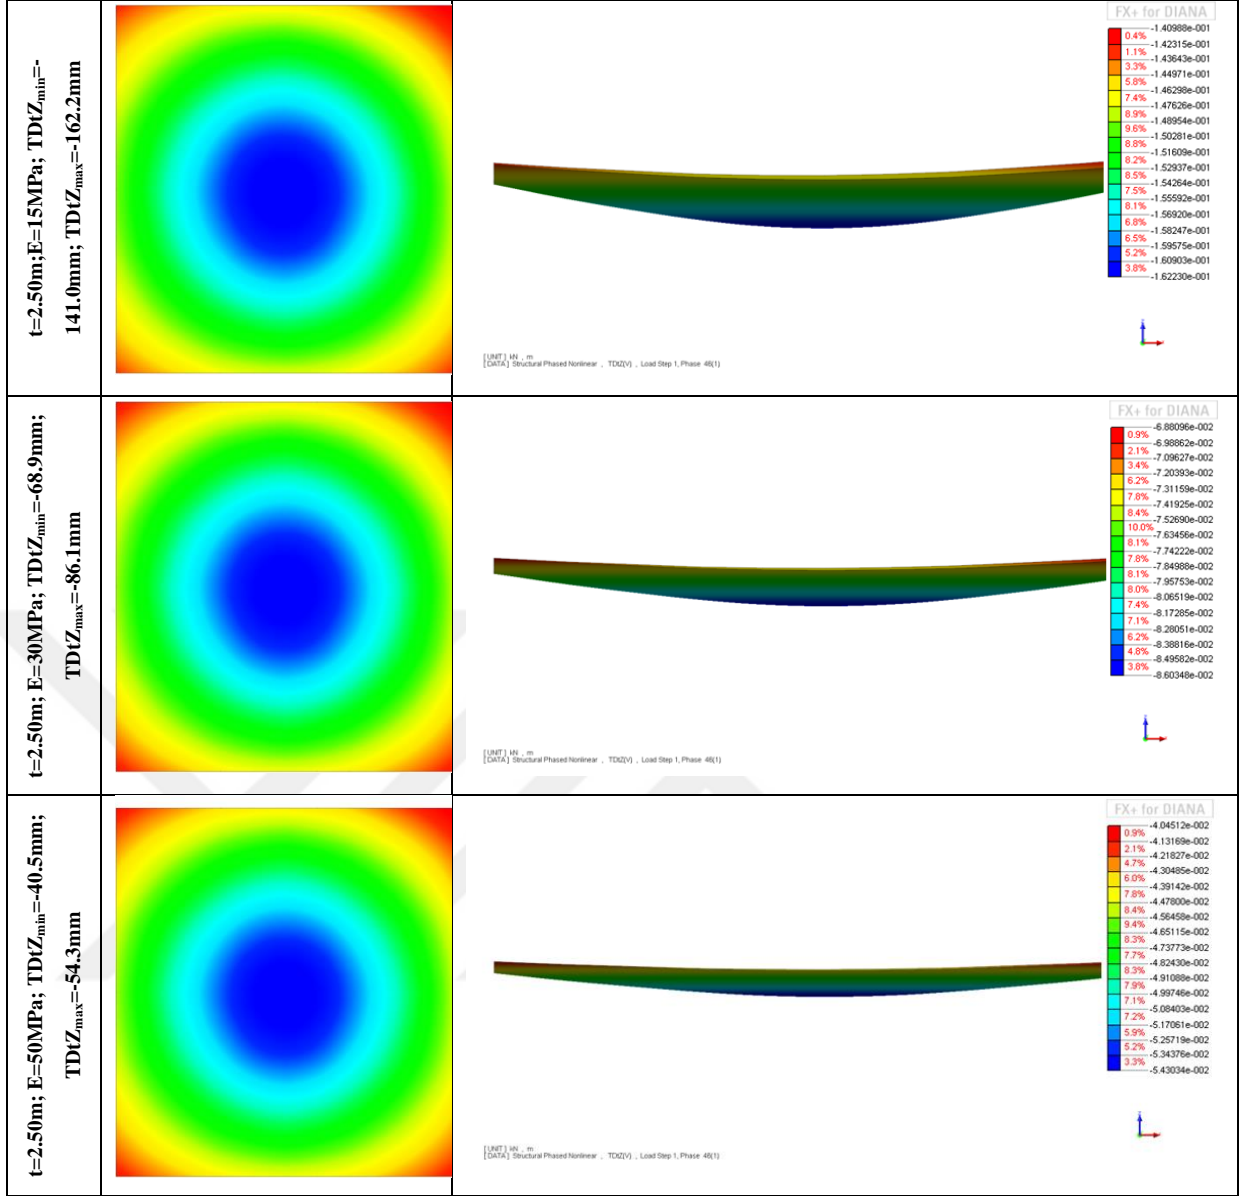 t=2.50m;E=15MPa; TDtZmin=-
141.0mm; TDtZmax=-162.2mm
FX+ for DIANA
-1.40988e-001
0.4%
-1.42315e-001
1.1%
-1.43643e-001
3.3%
-1.44971e-001
5.8%
-1.46298e-001
7.4%
-1.47626e-001
8.9%
-1.48954e-001
9.6%
-1.50281e-001
8.8%
-1.51609e-001
8.2%
-1.52937e-001
8.5%
-1.54264e-001
7.5%
-1.55592e-001
8.1%
-1.56920e-001
6.8%
-1.58247e-001
6.5%
-1.59575e-001
5.2%
-1.60903e-001
3.8%
-1.62230e-001
[UNIT] kN , m
[DATA] Structural Phased Nonlinear , TDtZ(V) , Load Step 1, Phase 48(1)
t=2.50m; E=30MPa; TDtZmin=-68.9mm;
TDtZmax=-86.1mm
FX+ for DIANA
-6.88096e-002
0.9%
-6.98862e-002
2.1%
-7.09627e-002
3.4%
-7.20393e-002
6.2%
-7.31159e-002
7.8%
-7.41925e-002
8.4%
-7.52690e-002
10.0%
-7.63456e-002
8.1%
-7.74222e-002
7.8%
-7.84988e-002
8.1%
-7.95753e-002
8.0%
-8.06519e-002
7.4%
-8.17285e-002
7.1%
-8.28051e-002
6.2%
-8.38816e-002
4.8%
-8.49582e-002
3.8%
-8.60348e-002
[UNIT] kN , m
[DATA] Structural Phased Nonlinear , TDtZ(V) , Load Step 1, Phase 48(1)
t=2.50m; E=50MPa; TDtZmin=-40.5mm;
TDtZmax=-54.3mm
FX+ for DIANA
-4.04512e-002
0.9%
-4.13169e-002
2.1%
-4.21827e-002
4.7%
-4.30485e-002
6.0%
-4.39142e-002
7.8%
-4.47800e-002
8.4%
-4.56458e-002
9.4%
-4.65115e-002
8.3%
-4.73773e-002
7.7%
-4.82430e-002
8.3%
-4.91088e-002
7.9%
-4.99746e-002
7.1%
-5.08403e-002
7.2%
-5.17061e-002
5.9%
-5.25719e-002
5.2%
-5.34376e-002
3.3%
-5.43034e-002
[UNIT] kN , m
[DATA] Structural Phased Nonlinear , TDtZ(V) , Load Step 1, Phase 48(1)